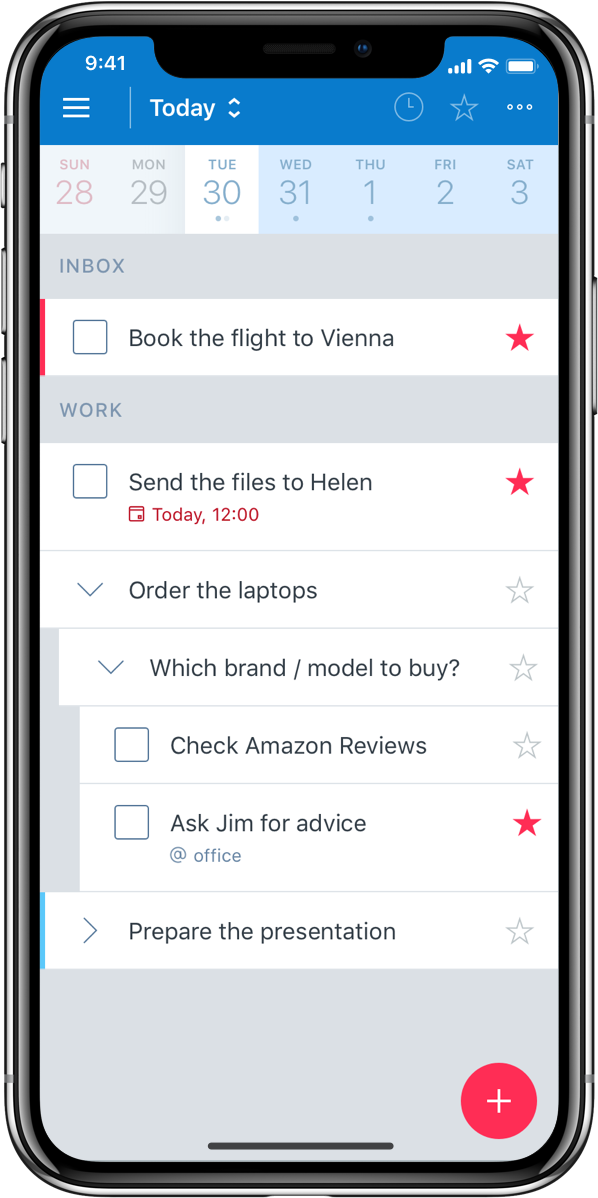 9:41
Today
SUN MON TUE WED THU FRI SAT
28 29 30 31 1 2 3
INBOX
Book the flight to Vienna
WORK
Send the files to Helen
Today, 12:00
Order the laptops
Which brand / model to buy?
Check Amazon Reviews
Ask Jim for advice
@ office
Prepare the presentation